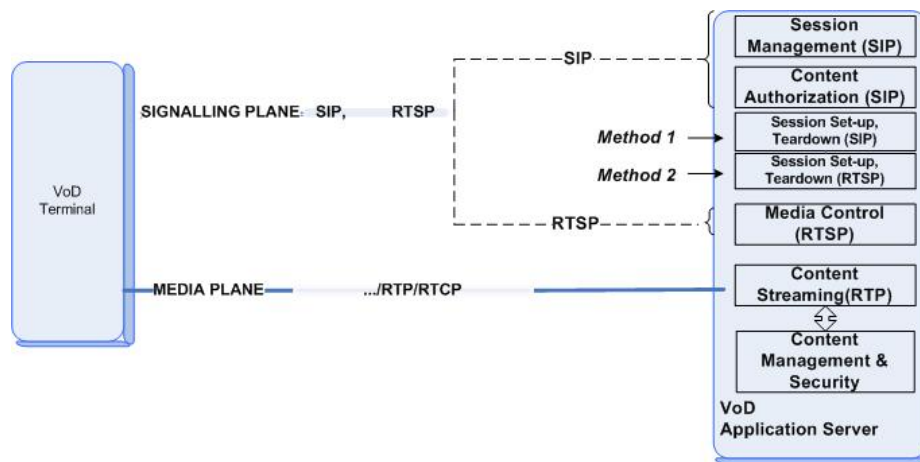 Session
Management (SIP)
SIP
Content
Authorization (SIP)
SIGNALLING PLANE: SIP, RTSP
Session Set-up,
Teardown (SIP)
Method 1
Session Set-up,
Teardown (RTSP)
Method 2
VoD
Terminal
RTSP
Media Control
(RTSP)
MEDIA PLANE .../RTP/RTCP
Content
Streaming(RTP)
Content
Management &
Security
VoD
Application Server